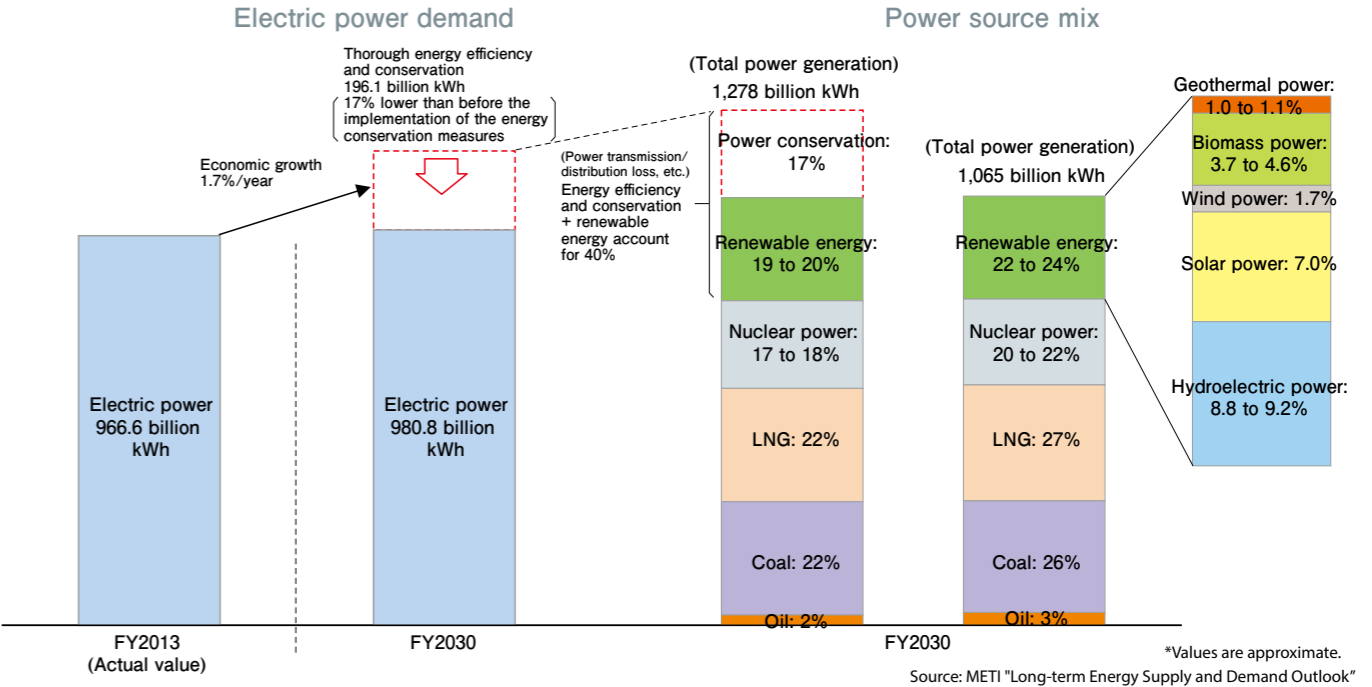 Electric power demand
Power source mix
Thorough energy efficiency
and conservation
196.1 billion kWh
17% lower than before the
implementation of the energy
conservation measures
Economic growth
1.7%/year
Electric power
966.6 billion
kWh
Electric power
980.8 billion
kWh
FY2013
(Actual value)
FY2030
(Total power generation)
1,278 billion kWh
(Power transmission/
distribution loss, etc.)
Energy efficiency
and conservation
+ renewable
energy account
for 40%
Power conservation:
17%
Renewable energy:
19 to 20%
Nuclear power:
17 to 18%
LNG: 22%
Coal: 22%
Oil: 2%
(Total power generation)
1,065 billion kWh
Renewable energy:
22 to 24%
Nuclear power:
20 to 22%
LNG: 27%
Coal: 26%
Oil: 3%
FY2030
Geothermal power:
1.0 to 1.1%
Biomass power:
3.7 to 4.6%
Wind power: 1.7%
Solar power: 7.0%
Hydroelectric power:
8.8 to 9.2%
*Values are approximate.
Source: METI "Long-term Energy Supply and Demand Outlook"